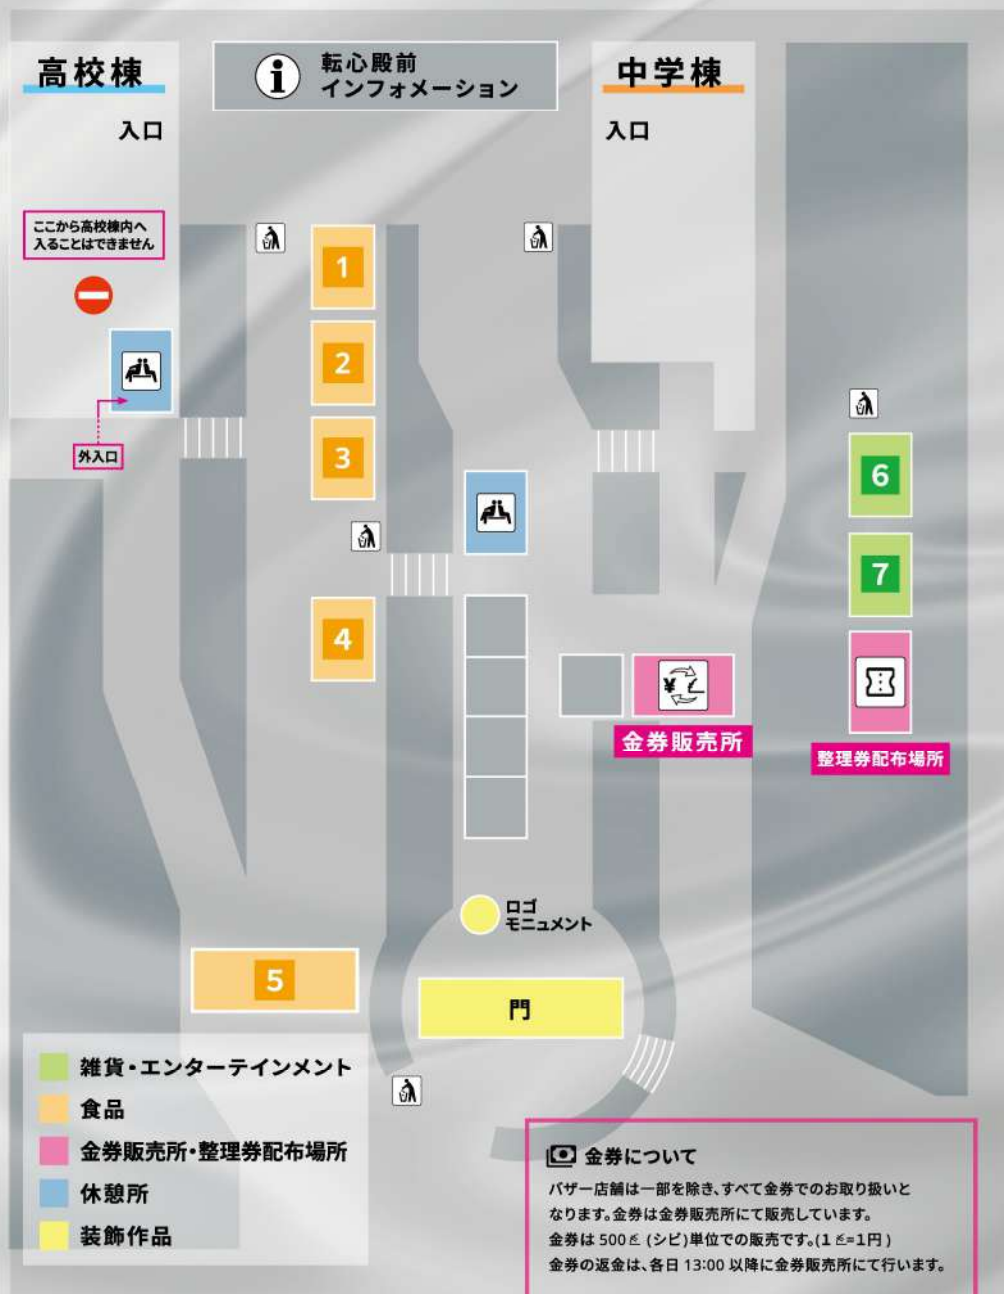 高校棟
入口
転心殿前
インフォメーション
中学棟
入口
ここから高校棟内へ
入ることはできません
外入口
1
2
3
4
5
6
7
¥
金券販売所
整理券配布場所
ロゴ
モニュメント
門
雑貨・エンターテインメント
食品
金券販売所・整理券配布場所
休憩所
装飾作品
金券について
バザー店舗は一部を除き、すべて金券でのお取り扱いと
なります。金券は金券販売所にて販売しています。
金券は 500 (シビ)単位での販売です。(1 =1円)
金券の返金は、各日 13:00 以降に金券販売所にて行います。